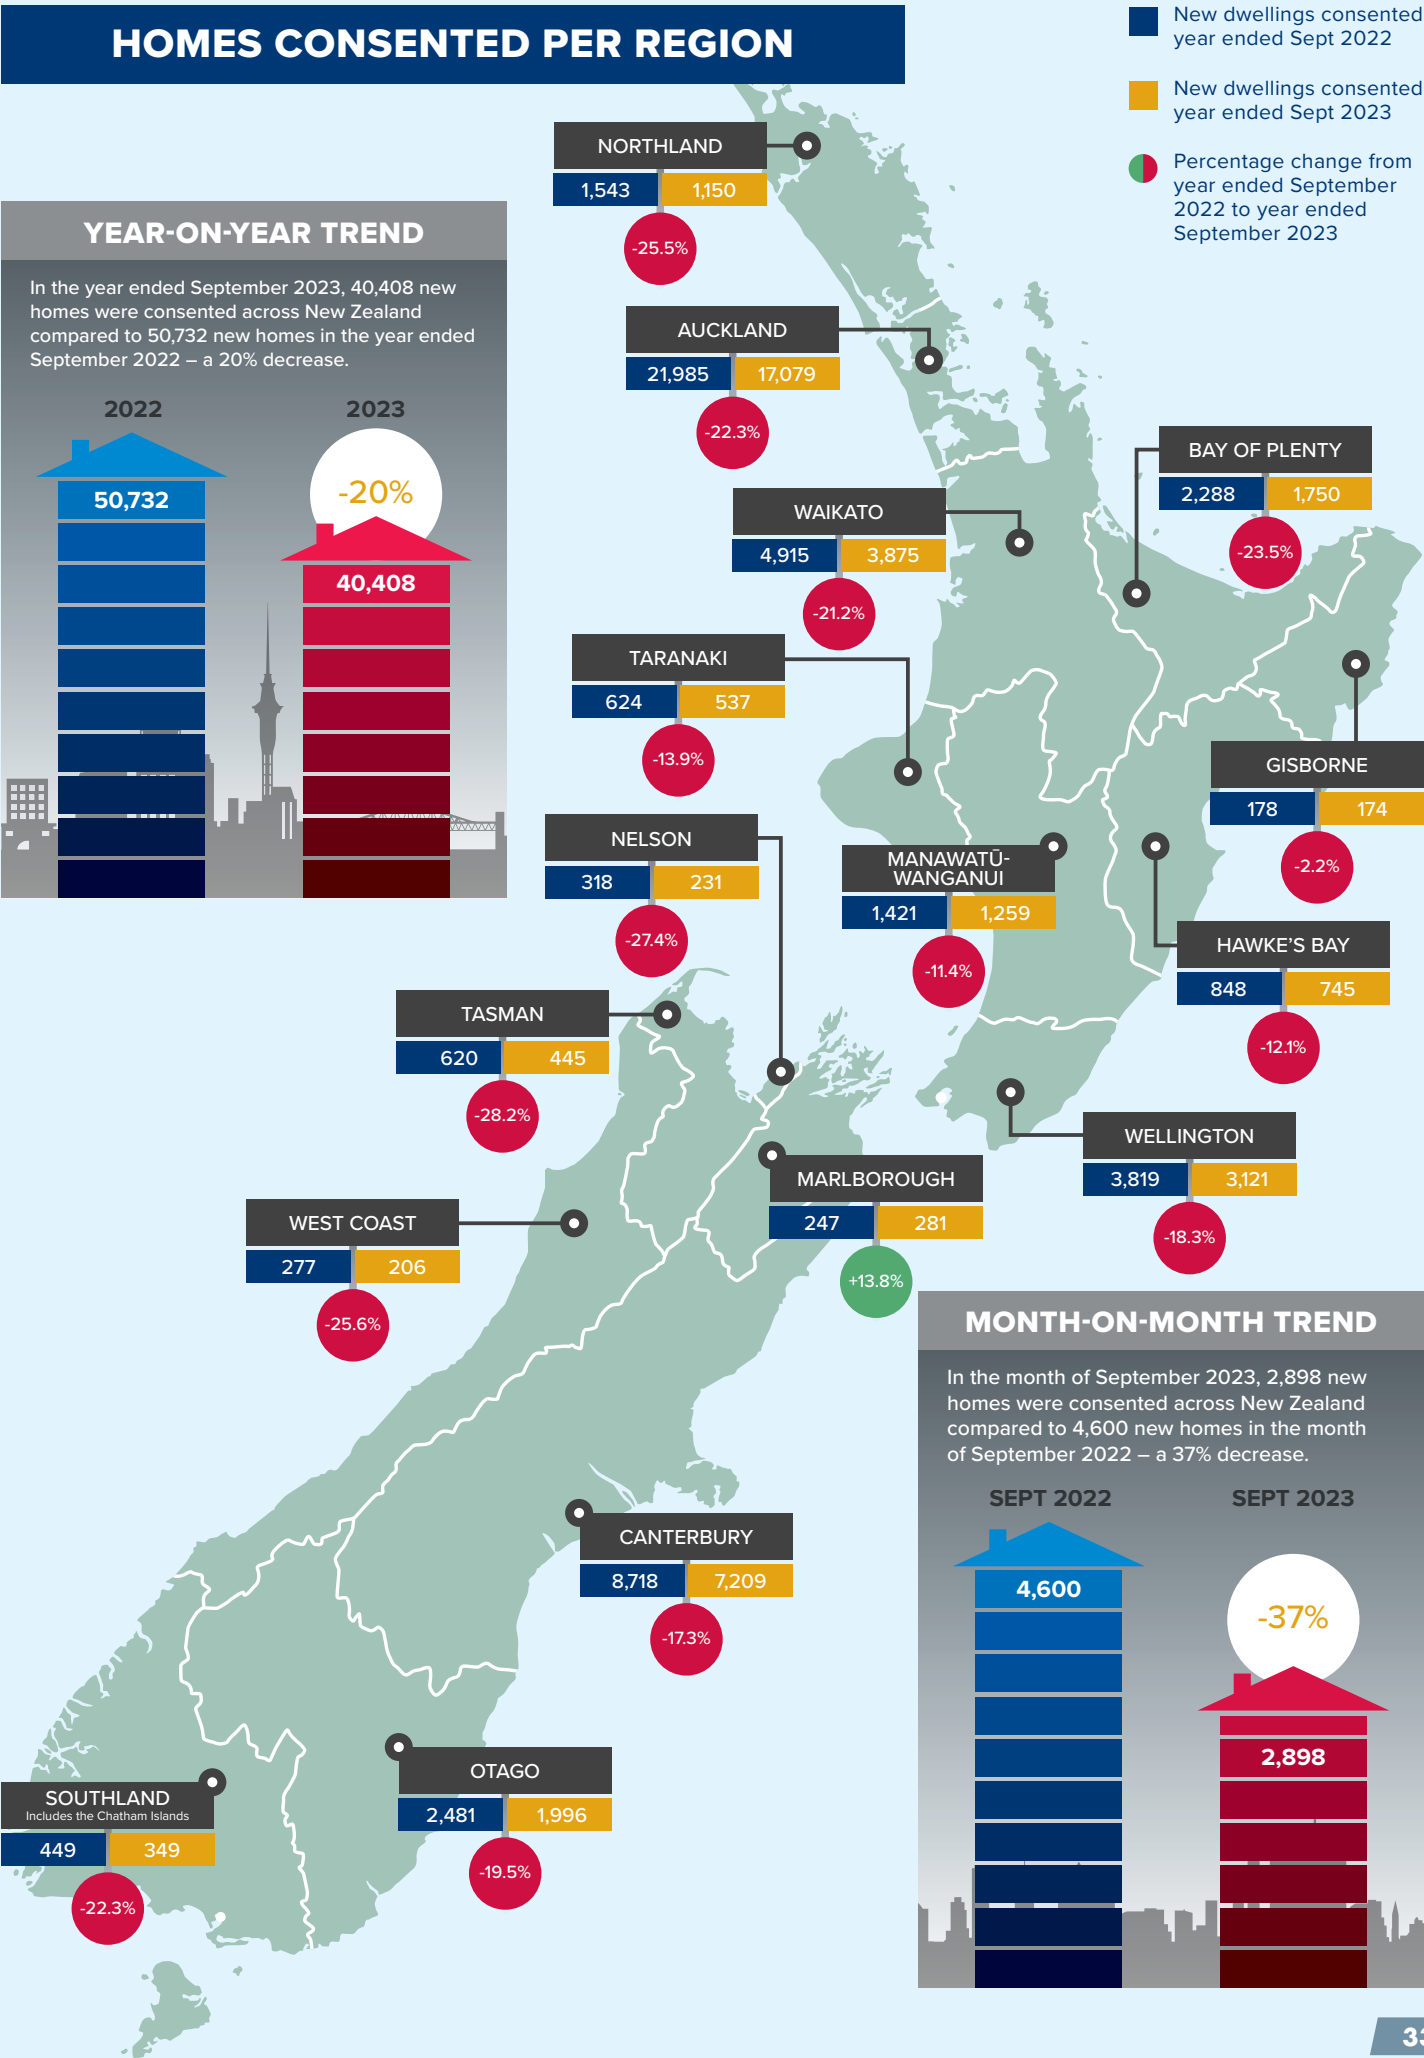 HOMES CONSENTED PER REGION
New dwellings consented
year ended Sept 2022
New dwellings consented
year ended Sept 2023
Percentage change from
year ended September
2022 to year ended
September 2023
YEAR-ON-YEAR TREND
In the year ended September 2023, 40,408 new
homes were consented across New Zealand
compared to 50,732 new homes in the year ended
September 2022 – a 20% decrease.
2022
2023
50,732
-20%
40,408
NORTHLAND
1,543 1,150
-25.5%
AUCKLAND
21,985 17,079
-22.3%
BAY OF PLENTY
2,288 1,750
-23.5%
WAIKATO
4,915 3,875
-21.2%
TARANAKI
624 537
-13.9%
GISBORNE
178 174
-2.2%
NELSON
318 231
-27.4%
MANAWATŪ-
WANGANUI
1,421 1,259
-11.4%
HAWKE'S BAY
848 745
-12.1%
TASMAN
620 445
-28.2%
WELLINGTON
3,819 3,121
-18.3%
MARLBOROUGH
247 281
+13.8%
WEST COAST
277 206
-25.6%
CANTERBURY
8,718 7,209
-17.3%
OTAGO
2,481 1,996
-19.5%
SOUTHLAND
Includes the Chatham Islands
449 349
-22.3%
MONTH-ON-MONTH TREND
In the month of September 2023, 2,898 new
homes were consented across New Zealand
compared to 4,600 new homes in the month
of September 2022 – a 37% decrease.
SEPT 2022
SEPT 2023
4,600
-37%
2,898